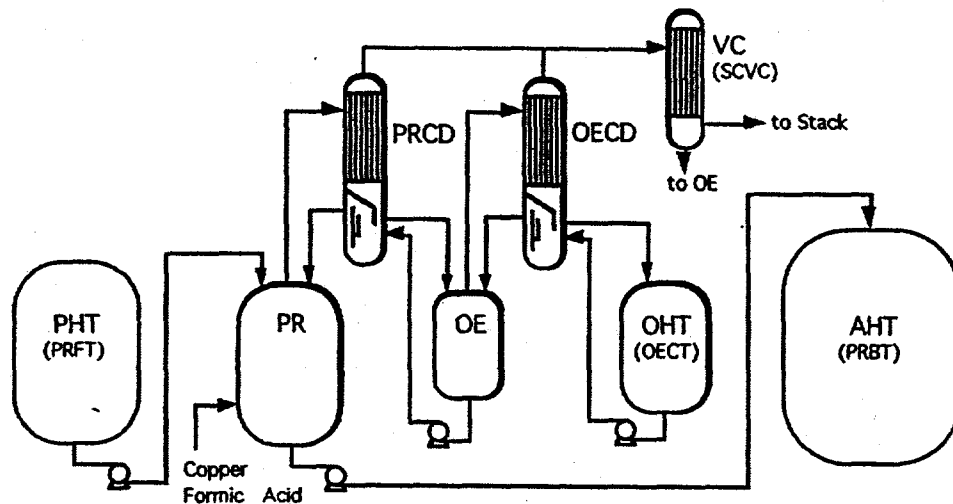 VC
(SCVC)
PRCD
OECD
to Stack
to OE
PHT
(PRFT)
PR
OE
OHT
(OECT)
AHT
(PRBT)
Copper
Formic Acid